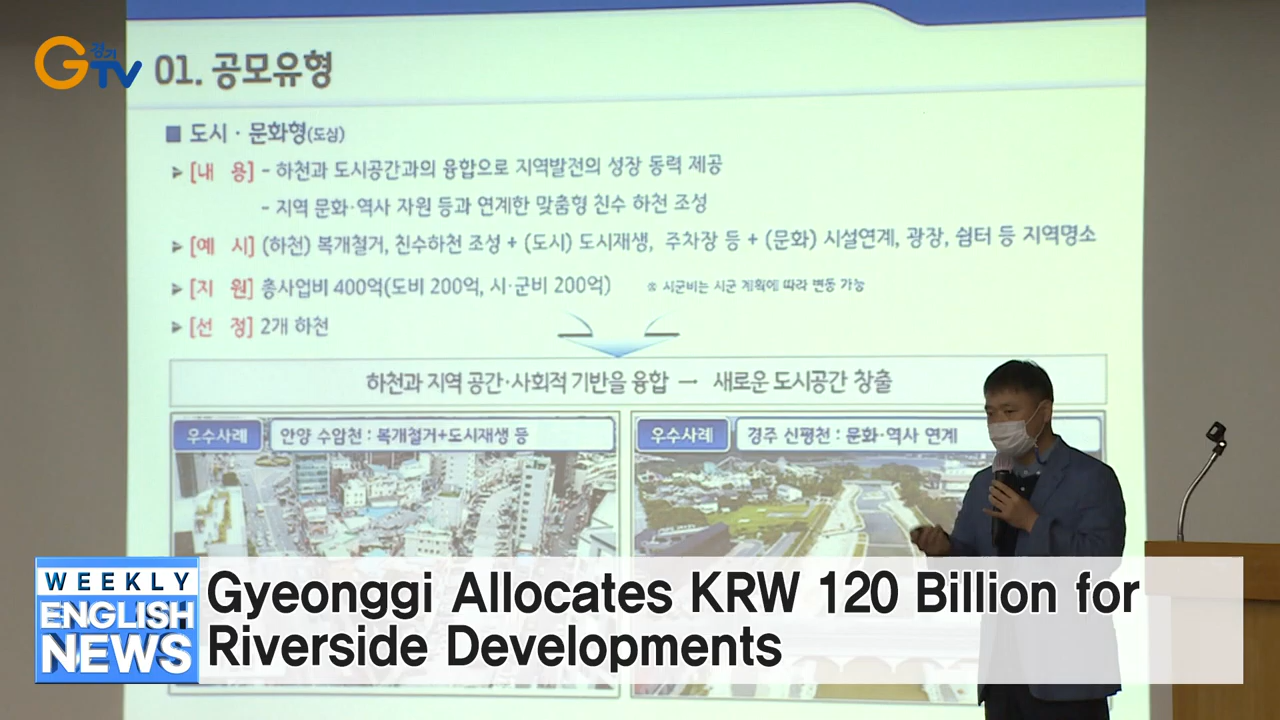 G경기TV
01. 공모유형
■ 도시 · 문화형(도심)
➢ [내 용] - 하천과 도시공간과의 융합으로 지역발전의 성장 동력 제공
- 지역 문화·역사 자원 등과 연계한 맞춤형 친수 하천 조성
➢ [예 시] (하천) 복개철거, 친수하천 조성 + (도시) 도시재생, 주차장 등 + (문화) 시설연계, 광장, 쉼터 등 지역명소
➢ [지 원] 총사업비 400억(도비 200억, 시·군비 200억) ※ 시군비는 시군 계획에 따라 변동 가능
➢ [선 정] 2개 하천
하천과 지역 공간·사회적 기반을 융합 → 새로운 도시공간 창출
우수사례 안양 수암천 : 복개철거+도시재생 등
우수사례 경주 신평천 : 문화·역사 연계
WEEKLY
ENGLISH
NEWS
Gyeonggi Allocates KRW 120 Billion for
Riverside Developments